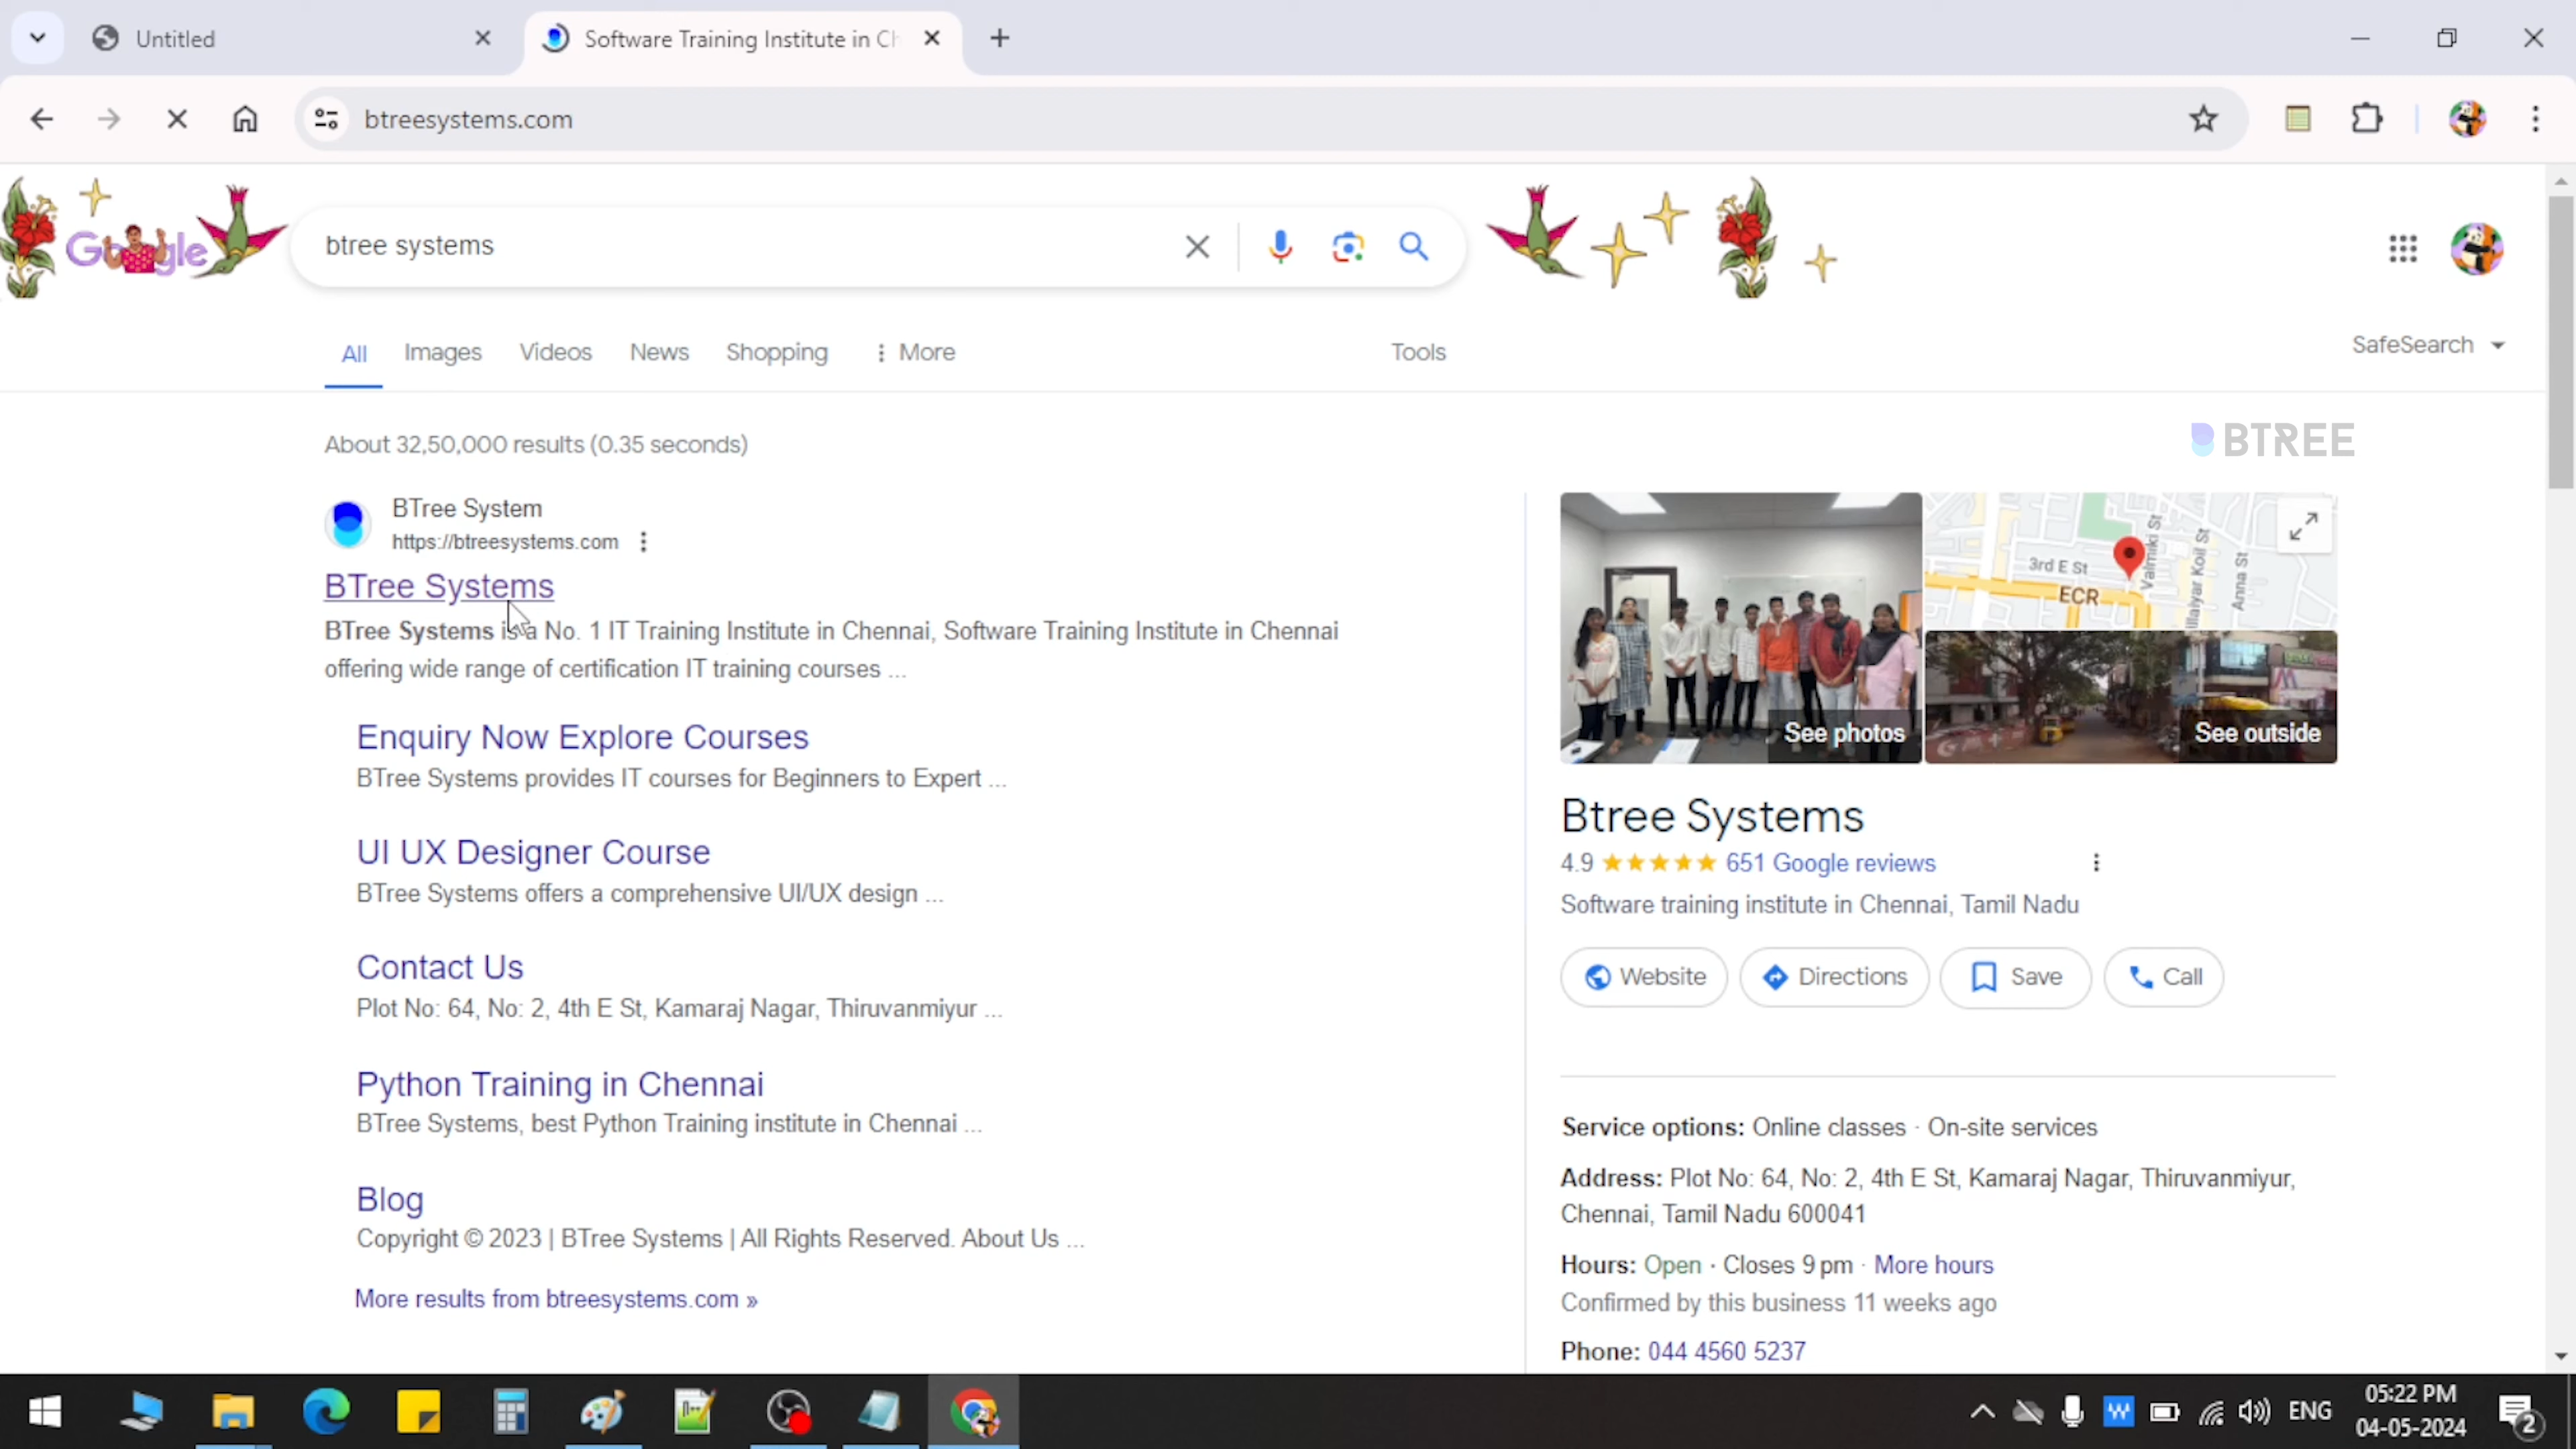 Untitled
Software Training Institute in Ch
btreesystems.com
Google
btree systems
All Images Videos News Shopping More Tools
SafeSearch
About 32,50,000 results (0.35 seconds)
BTREE
BTree System
https://btreesystems.com
BTree Systems
BTree Systems is a No. 1 IT Training Institute in Chennai, Software Training Institute in Chennai
offering wide range of certification IT training courses ...
Enquiry Now Explore Courses
BTree Systems provides IT courses for Beginners to Expert ...
UI UX Designer Course
BTree Systems offers a comprehensive UI/UX design ...
Contact Us
Plot No: 64, No: 2, 4th E St, Kamaraj Nagar, Thiruvanmiyur ...
Python Training in Chennai
BTree Systems, best Python Training institute in Chennai ...
Blog
Copyright © 2023 | BTree Systems | All Rights Reserved. About Us ...
More results from btreesystems.com »
See photos
3rd E St
Valmiki St
ECR
Anna St
See outside
Btree Systems
4.9 651 Google reviews
Software training institute in Chennai, Tamil Nadu
Website Directions Save Call
Service options: Online classes · On-site services
Address: Plot No: 64, No: 2, 4th E St, Kamaraj Nagar, Thiruvanmiyur,
Chennai, Tamil Nadu 600041
Hours: Open · Closes 9 pm · More hours
Confirmed by this business 11 weeks ago
Phone: 044 4560 5237
W
ENG
05:22 PM
04-05-2024
2